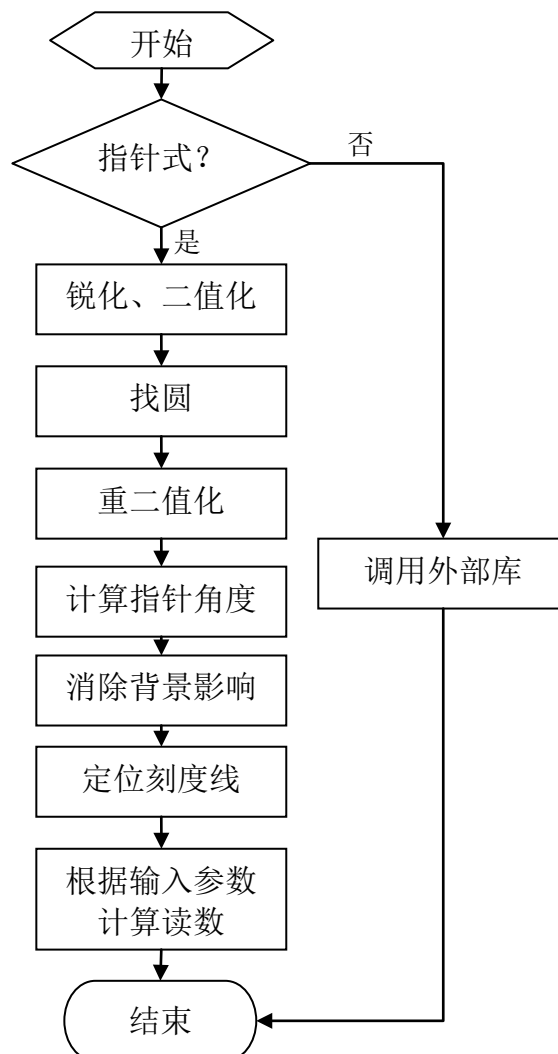 开始
指针式？
否
是
锐化、二值化
找圆
重二值化
计算指针角度
调用外部库
消除背景影响
定位刻度线
根据输入参数
计算读数
结束